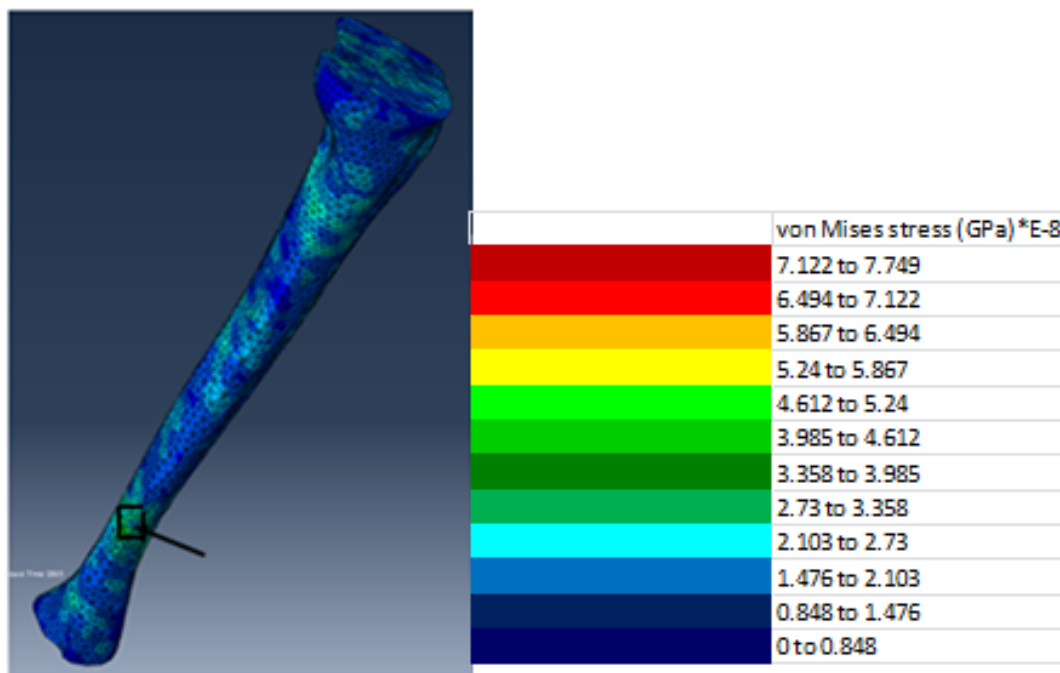 von Mises stress (GPa) *E-8
7.122 to 7.749
6.494 to 7.122
5.867 to 6.494
5.24 to 5.867
4.612 to 5.24
3.985 to 4.612
3.358 to 3.985
2.73 to 3.358
2.103 to 2.73
1.476 to 2.103
0.848 to 1.476
0 to 0.848